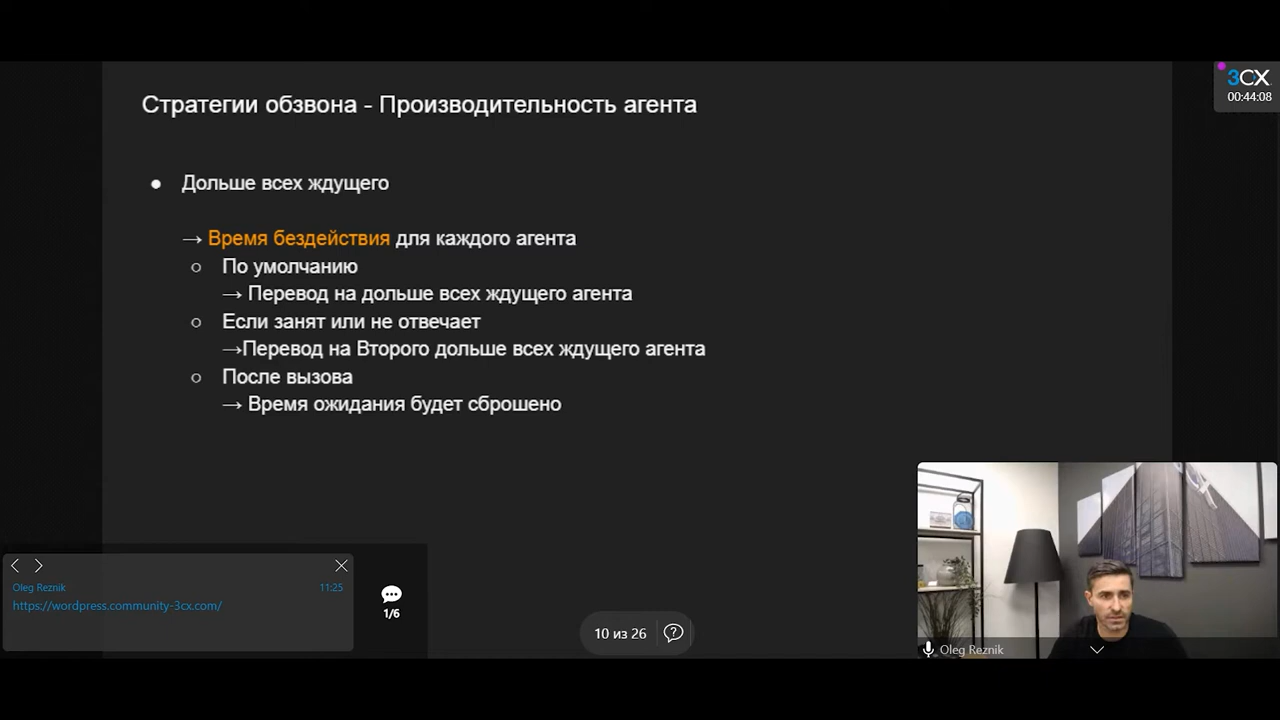 3CX
00:44:08
Стратегии обзвона - Производительность агента
● Дольше всех ждущего
→ Время бездействия для каждого агента
○ По умолчанию
→ Перевод на дольше всех ждущего агента
○ Если занят или не отвечает
→Перевод на Второго дольше всех ждущего агента
○ После вызова
→ Время ожидания будет сброшено
Oleg Reznik 11:25
https://wordpress.community-3cx.com/
1/6
10 из 26
Oleg Reznik